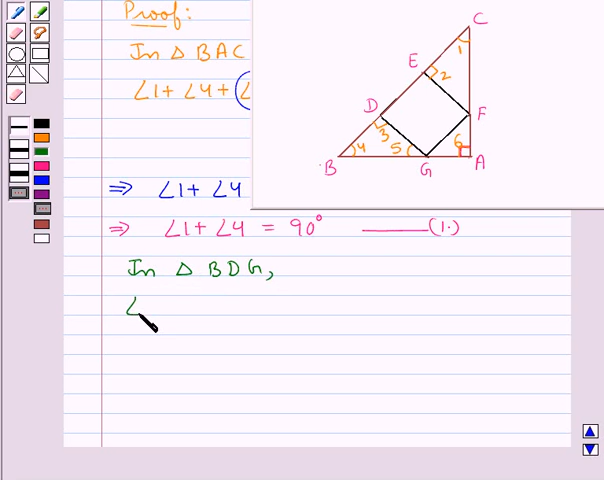 Proof:
In △ BAC
∠1 + ∠4 + ∠
⇒ ∠1 + ∠4
⇒ ∠1 + ∠4 = 90° ———(1.)
In △ BDG,
∠
C
1
E
2
D
F
3
4
5
6
B
G
A